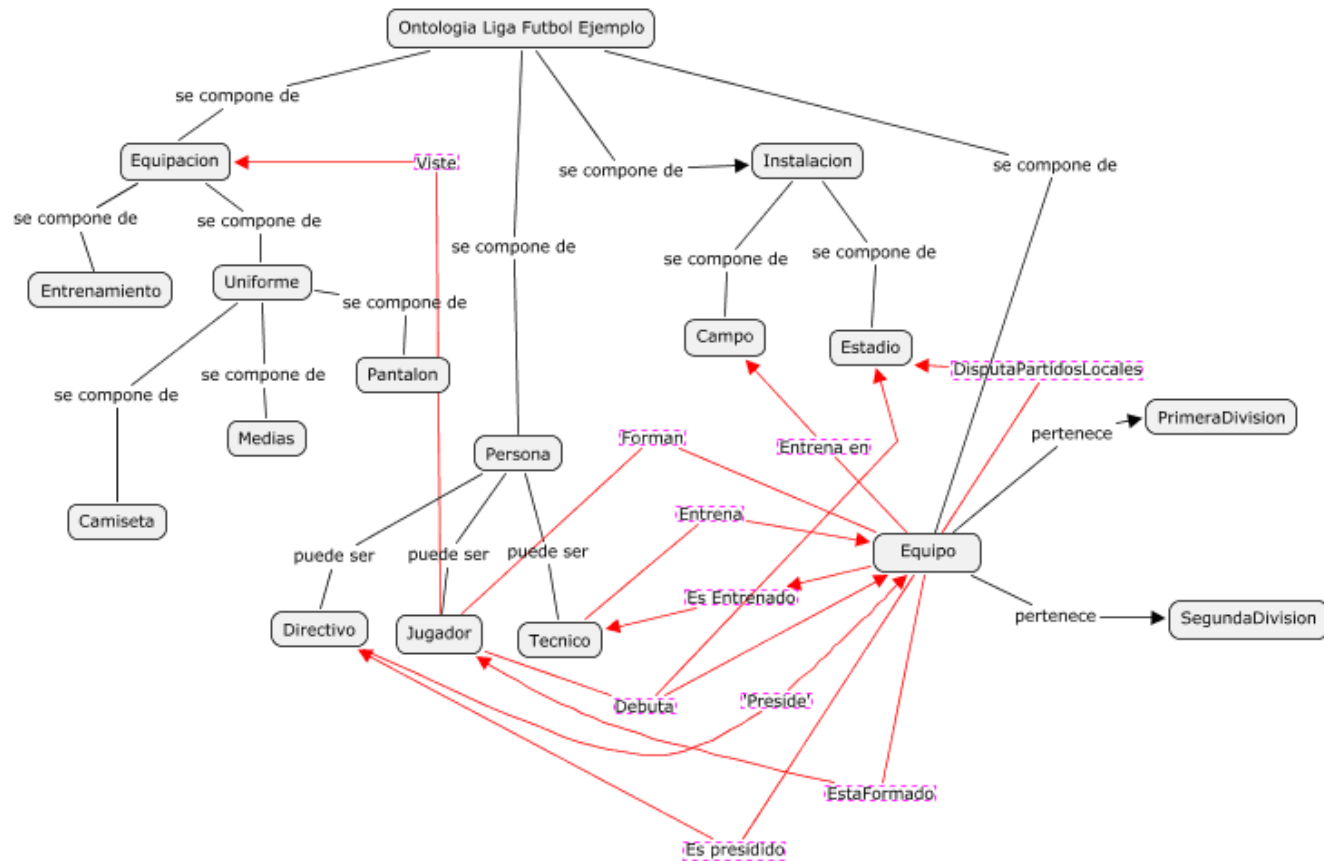 Ontologia Liga Futbol Ejemplo
se compone de
Equipacion
Viste
se compone de
Instalacion
se compone de
se compone de
se compone de
se compone de
se compone de
se compone de
se compone de
Entrenamiento
Uniforme
se compone de
Campo
Estadio
Pantalon
DisputaPartidosLocales
se compone de
se compone de
Medias
Forman
Entrena en
pertenece
PrimeraDivision
Persona
Camiseta
Entrena
puede ser
puede ser
puede ser
Equipo
Es Entrenado
Directivo
Jugador
Tecnico
pertenece
SegundaDivision
Debuta
'Preside'
EstaFormado
Es presidido